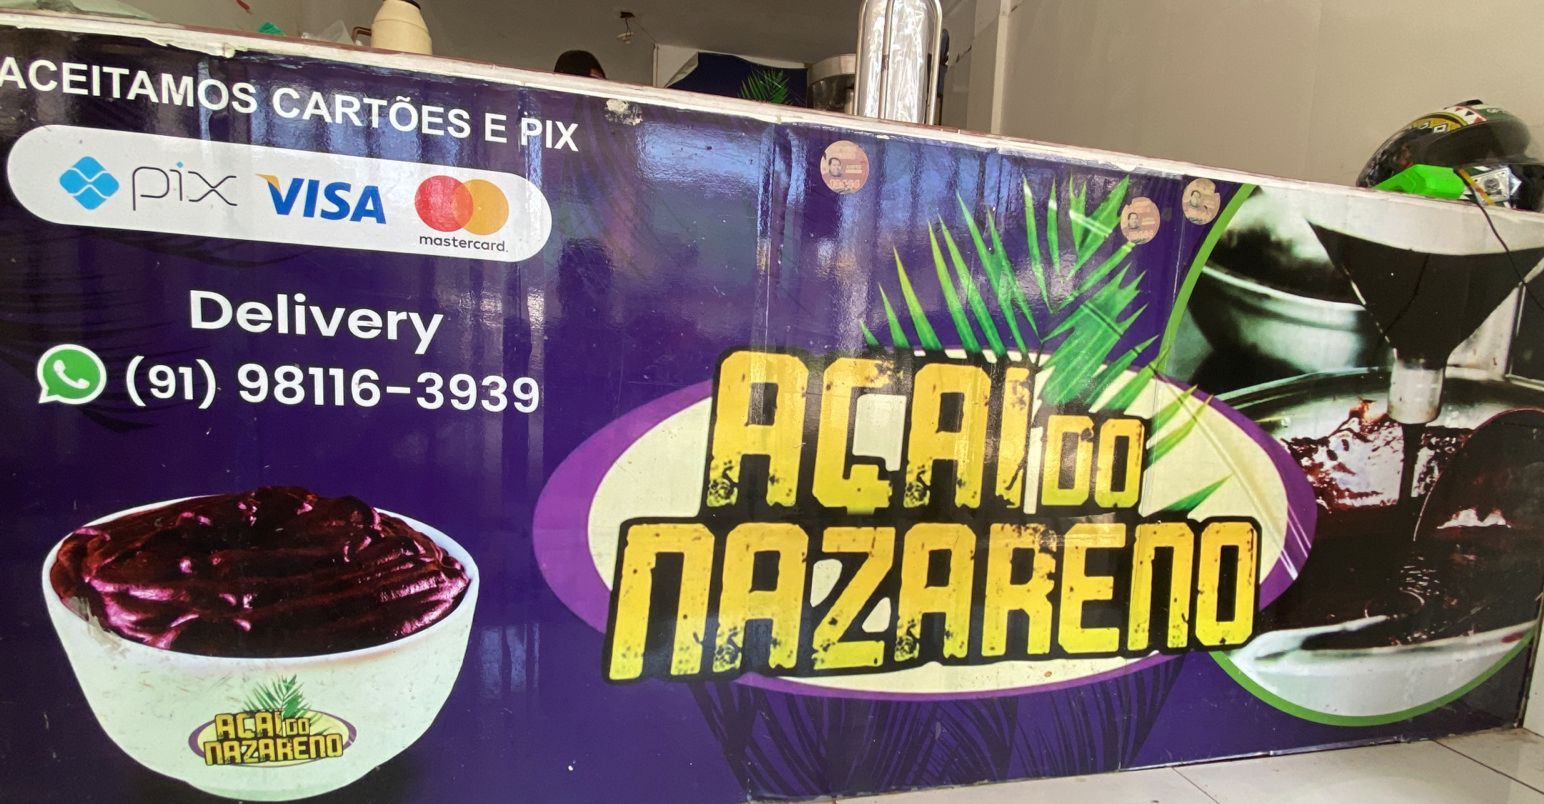 ACEITAMOS CARTÕES E PIX
pix VISA mastercard.
Delivery
(91) 98116-3939
AÇAÍ DO
NAZARENO
AÇAÍ DO
NAZARENO